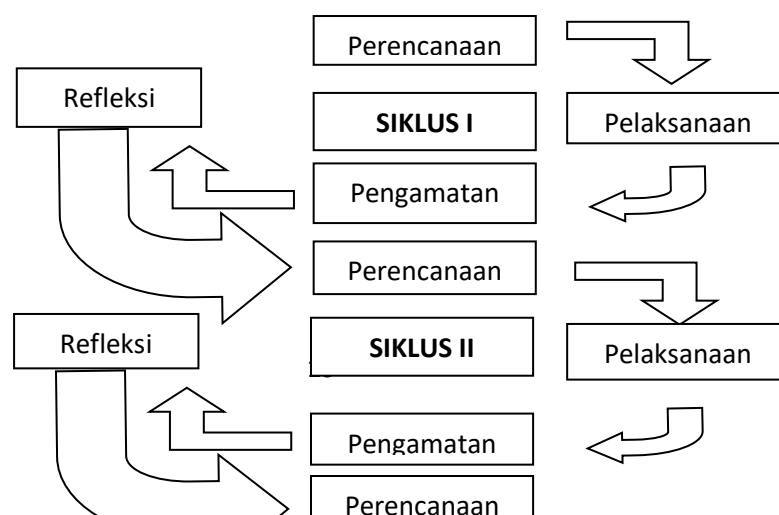 Perencanaan
Refleksi
SIKLUS I
Pelaksanaan
Pengamatan
Perencanaan
Refleksi
SIKLUS II
Pelaksanaan
Pengamatan
Perencanaan